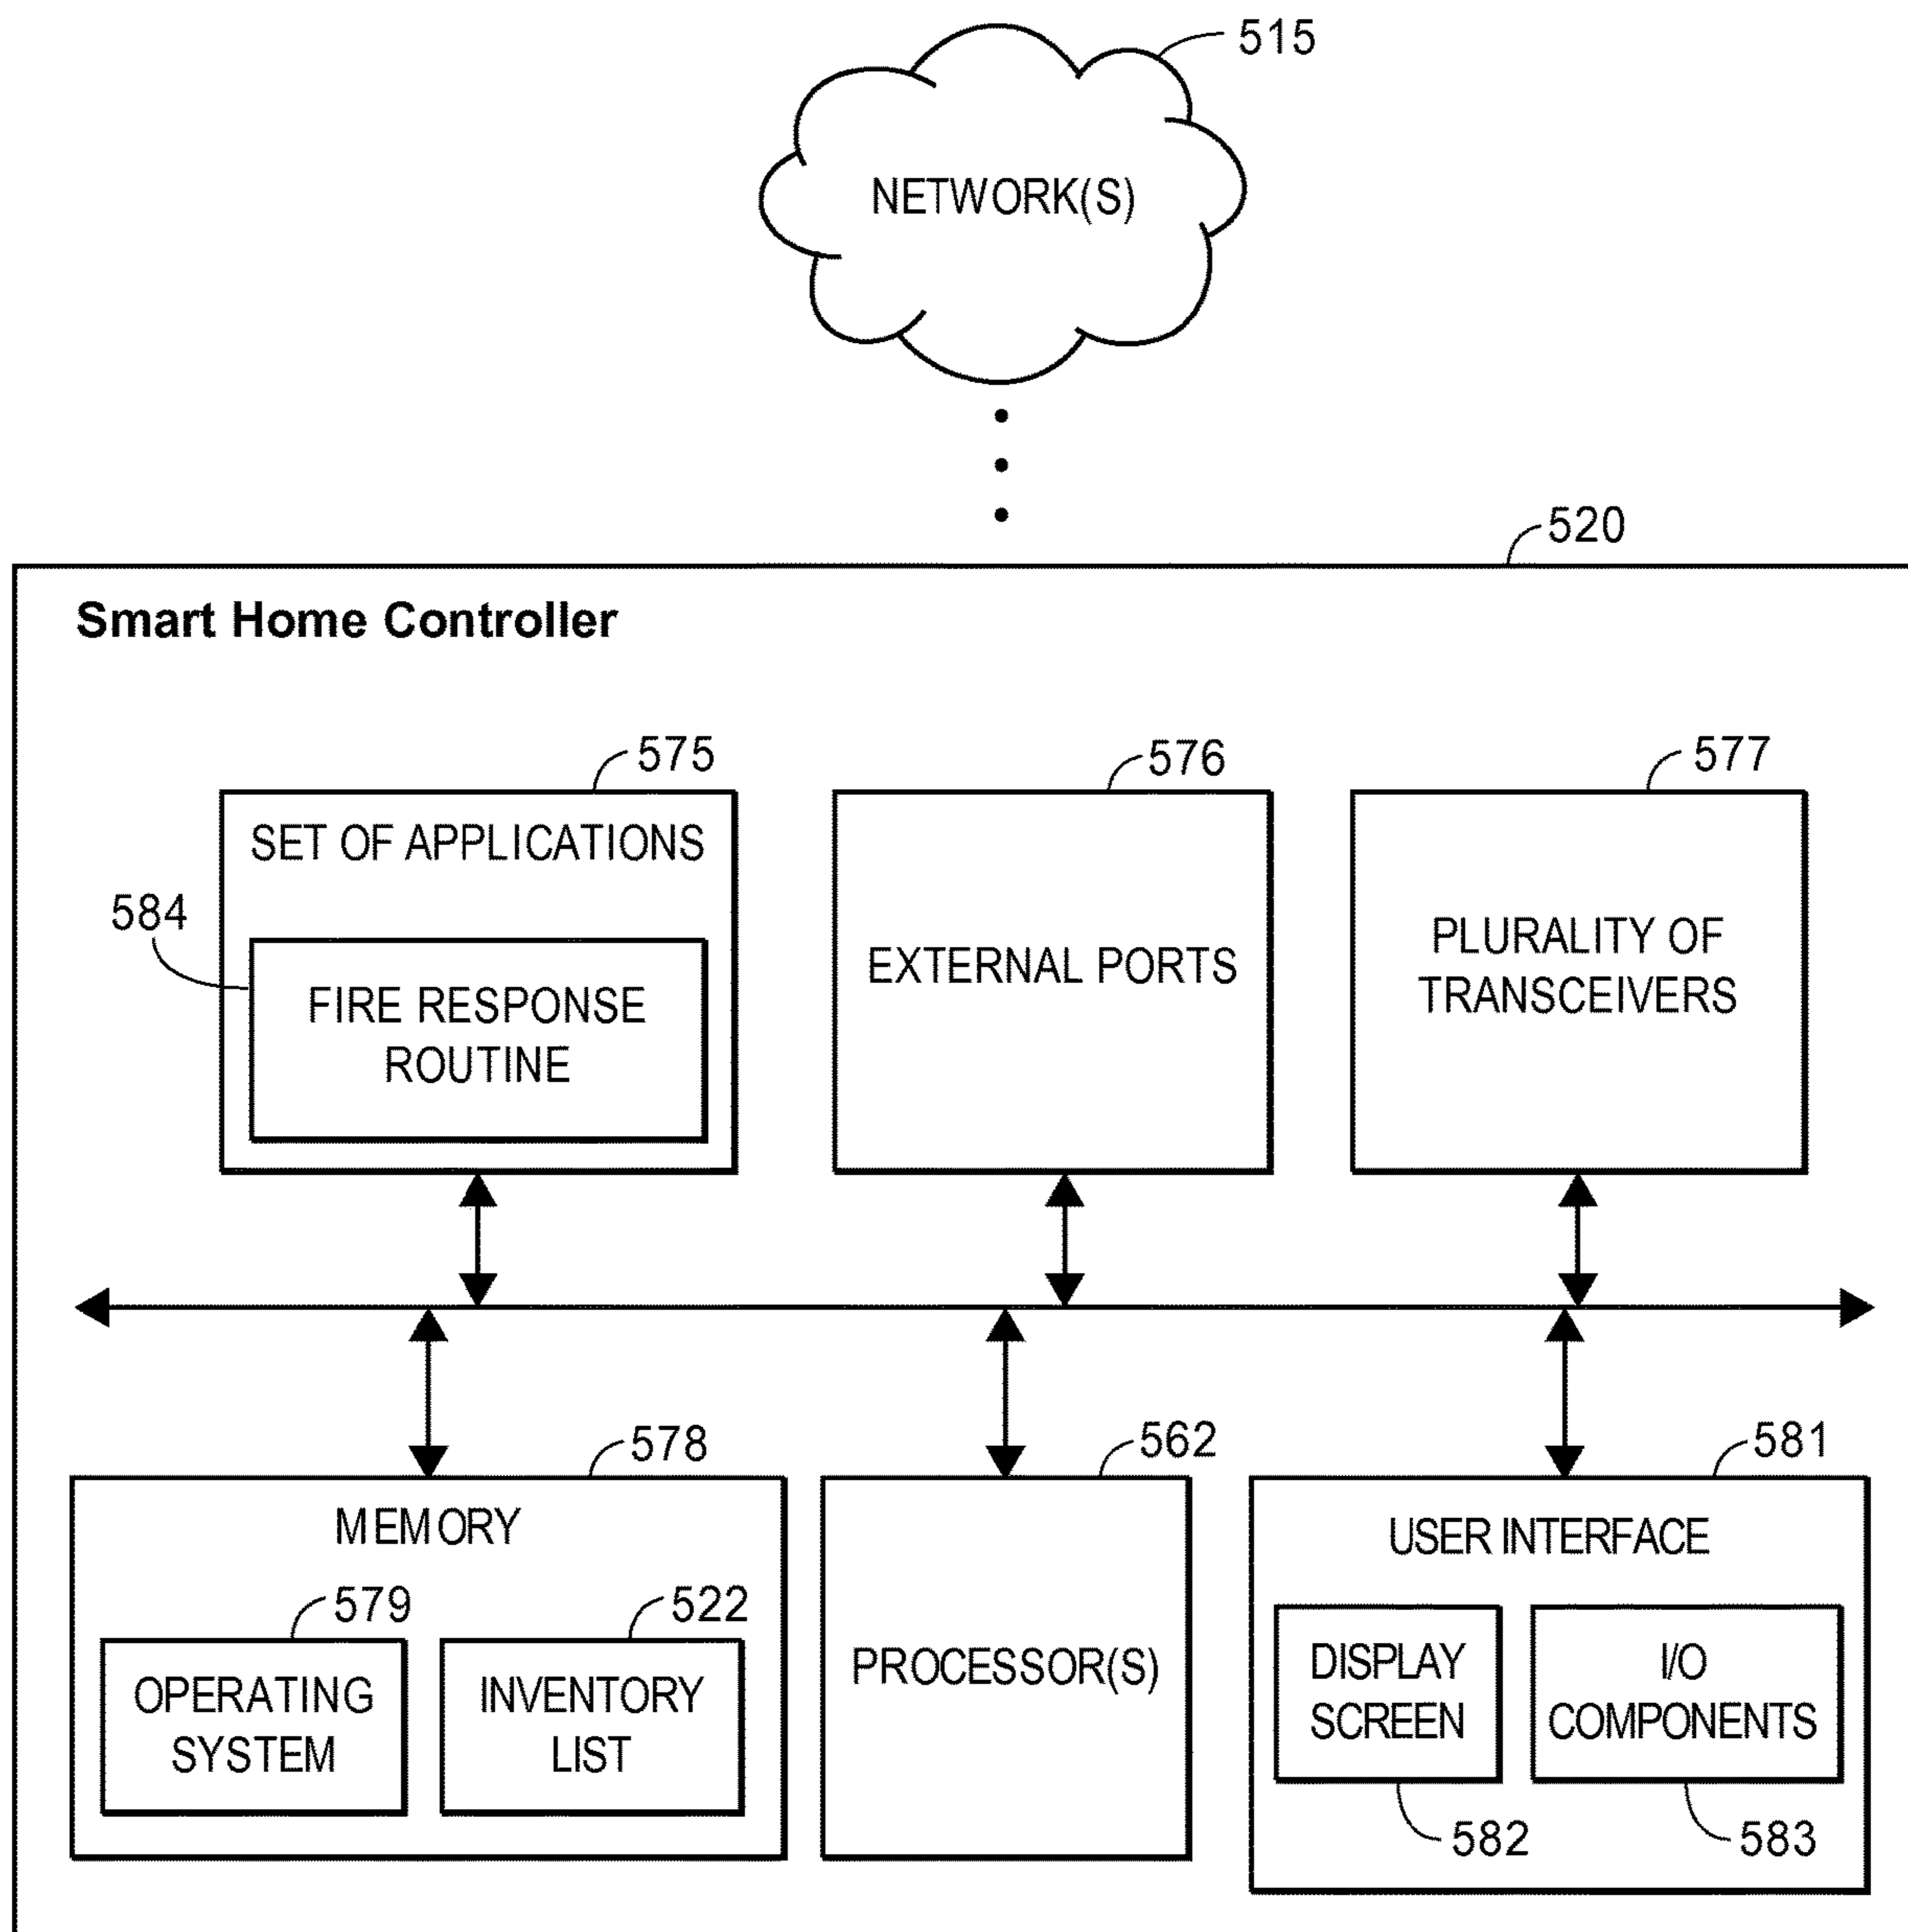 515
NETWORK(S)
520
Smart Home Controller
575
576
577
SET OF APPLICATIONS
584
FIRE RESPONSE
ROUTINE
EXTERNAL PORTS
PLURALITY OF
TRANSCEIVERS
578
562
581
MEMORY
579
522
OPERATING
SYSTEM
INVENTORY
LIST
PROCESSOR(S)
USER INTERFACE
DISPLAY
SCREEN
I/O
COMPONENTS
582
583